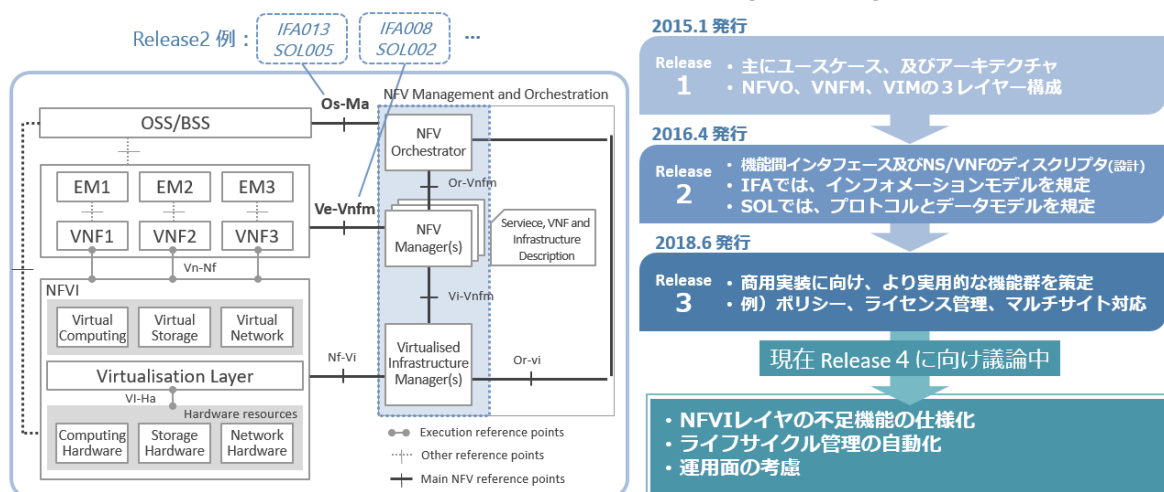 Release2 例：
IFA013
SOL005
IFA008
SOL002
…
Os-Ma
NFV Management and Orchestration
OSS/BSS
NFV
Orchestrator
Or-Vnfm
EM1
EM2
EM3
Ve-Vnfm
VNF1
VNF2
VNF3
NFV
Manager(s)
Serviece, VNF and
Infrastructure
Description
Vn-Nf
NFVI
Vi-Vnfm
Virtual
Computing
Virtual
Storage
Virtual
Network
Nf-Vi
Virtualised
Infrastructure
Manager(s)
Or-vi
Virtualisation Layer
VI-Ha
Hardware resources
Computing
Hardware
Storage
Hardware
Network
Hardware
Execution reference points
Other reference points
Main NFV reference points
2015.1 発行
Release
1
・主にユースケース、及びアーキテクチャ
・NFVO、VNFM、VIMの３レイヤー構成
2016.4 発行
Release
2
・機能間インタフェース及びNS/VNFのディスクリプタ(設計)
・IFAでは、インフォメーションモデルを規定
・SOLでは、プロトコルとデータモデルを規定
2018.6 発行
Release
3
・商用実装に向け、より実用的な機能群を策定
・例）ポリシー、ライセンス管理、マルチサイト対応
現在 Release 4 に向け議論中
・NFVIレイヤの不足機能の仕様化
・ライフサイクル管理の自動化
・運用面の考慮